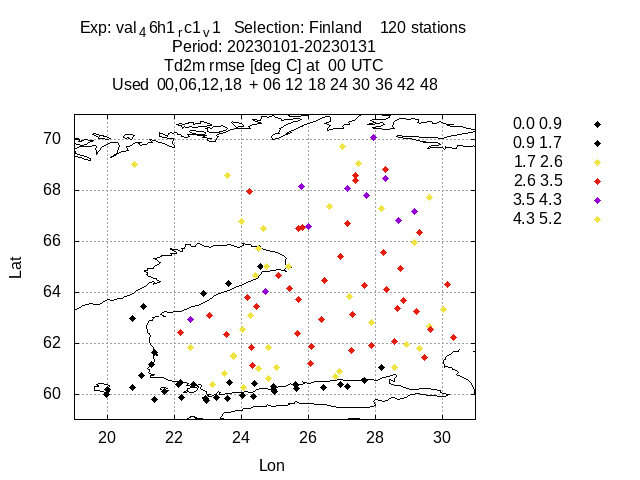 Exp: val4 6h1rc1v1 Selection: Finland 120 stations
Period: 20230101-20230131
Td2m rmse [deg C] at 00 UTC
Used 00,06,12,18 + 06 12 18 24 30 36 42 48
0.0 0.9
0.9 1.7
1.7 2.6
2.6 3.5
3.5 4.3
4.3 5.2
70
68
66
64
62
60
Lat
20 22 24 26 28 30
Lon